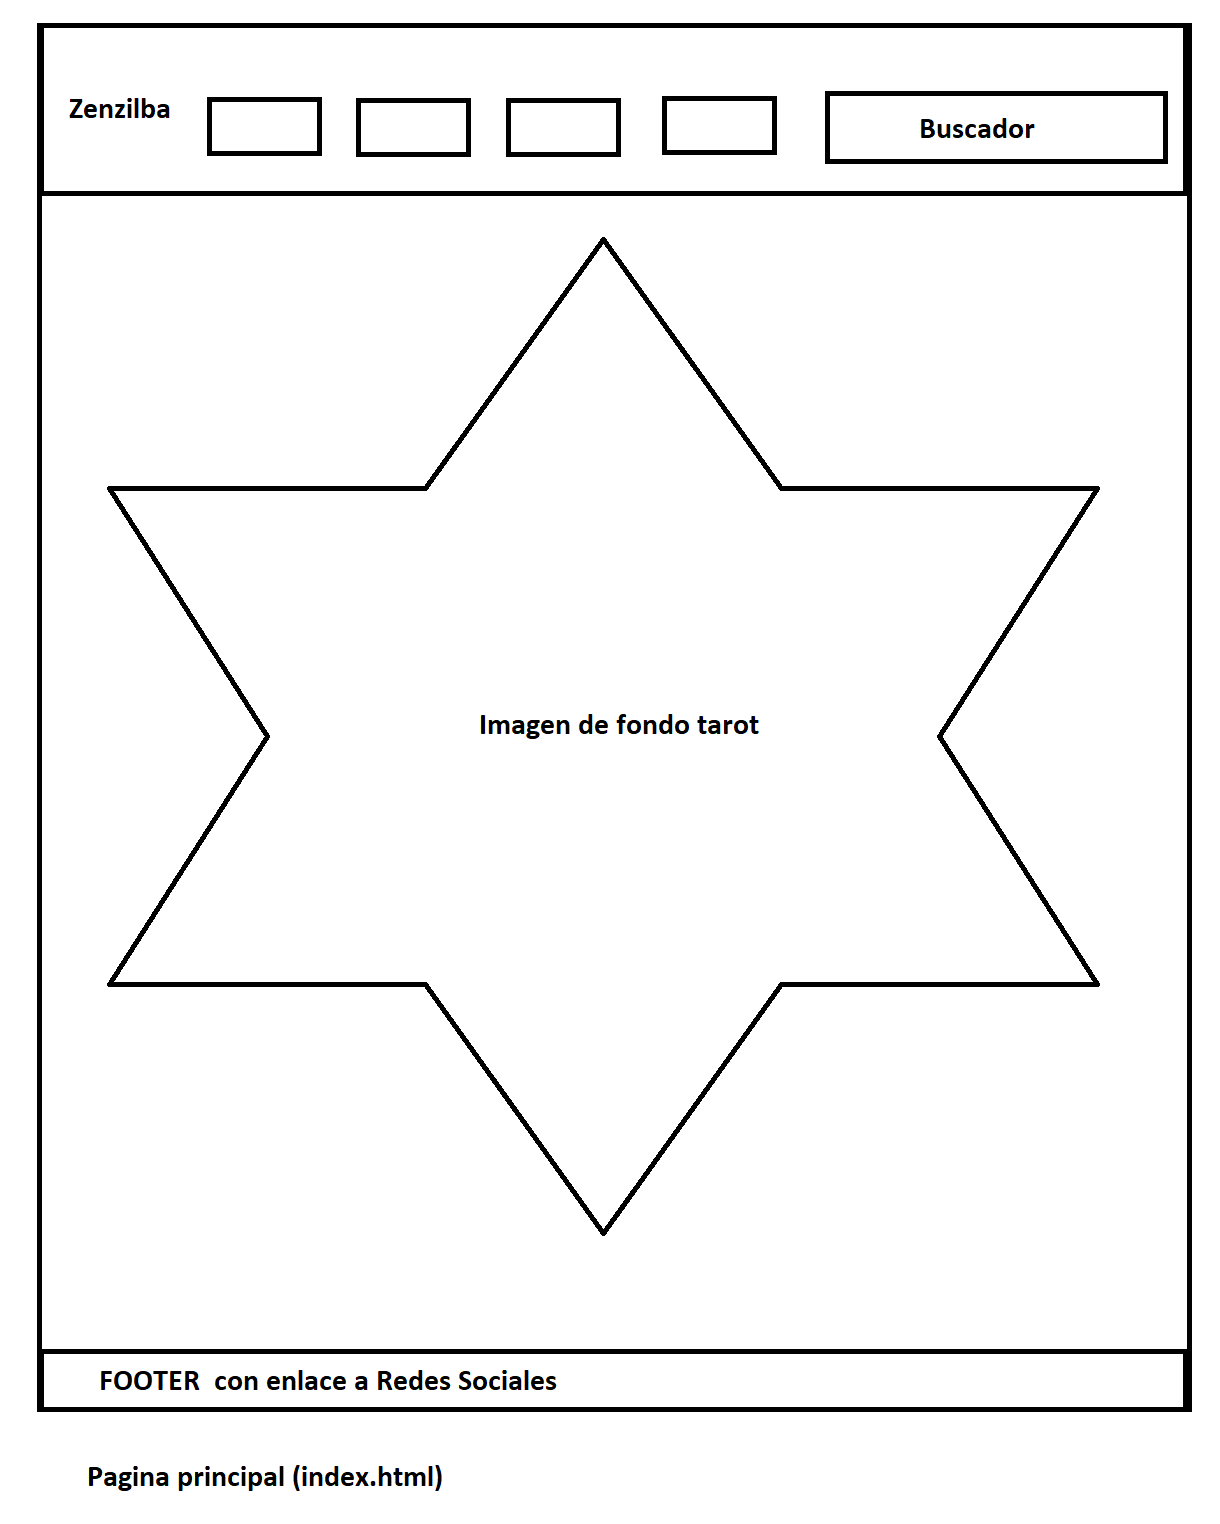 Zenzilba
Buscador
Imagen de fondo tarot
FOOTER  con enlace a Redes Sociales
Pagina principal (index.html)